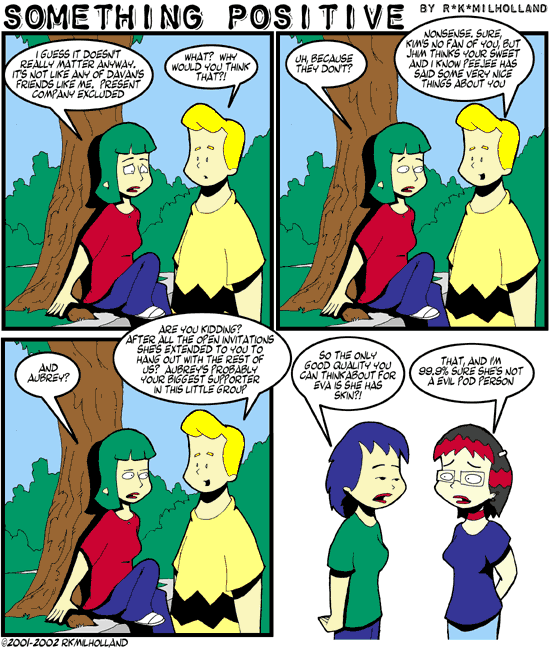 SOMETHING POSITIVE BY R*K*MILHOLLAND
I GUESS IT DOESN'T
REALLY MATTER ANYWAY.
IT'S NOT LIKE ANY OF DAVAN'S
FRIENDS LIKE ME, PRESENT
COMPANY EXCLUDED
WHAT? WHY
WOULD YOU THINK
THAT?!
UH, BECAUSE
THEY DON'T?
NONSENSE. SURE,
KIM'S NO FAN OF YOU, BUT
JHIM THINKS YOUR SWEET
AND I KNOW PEEJEE HAS
SAID SOME VERY NICE
THINGS ABOUT YOU
AND
AUBREY?
ARE YOU KIDDING?
AFTER ALL THE OPEN INVITATIONS
SHE'S EXTENDED TO YOU TO
HANG OUT WITH THE REST OF
US? AUBREY'S PROBABLY
YOUR BIGGEST SUPPORTER
IN THIS LITTLE GROUP
SO THE ONLY
GOOD QUALITY YOU
CAN THINKABOUT FOR
EVA IS SHE HAS
SKIN?!
THAT, AND I'M
99.9% SURE SHE'S NOT
A EVIL POD PERSON
©2001-2002 RKMILHOLLAND